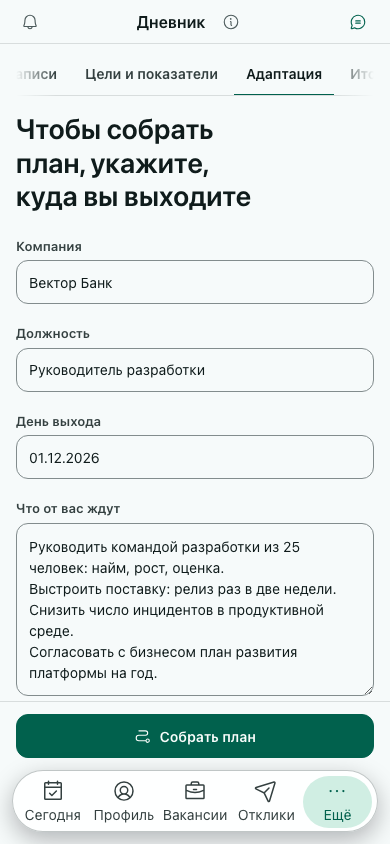 Дневник
Цели и показатели
Адаптация
Чтобы собрать
план, укажите,
куда вы выходите
Компания
Вектор Банк
Должность
Руководитель разработки
День выхода
01.12.2026
Что от вас ждут
Руководить командой разработки из 25
человек: найм, рост, оценка.
Выстроить поставку: релиз раз в две недели.
Снизить число инцидентов в продуктивной
среде.
Согласовать с бизнесом план развития
платформы на год.
Собрать план
Сегодня
Профиль
Вакансии
Отклики
Ещё